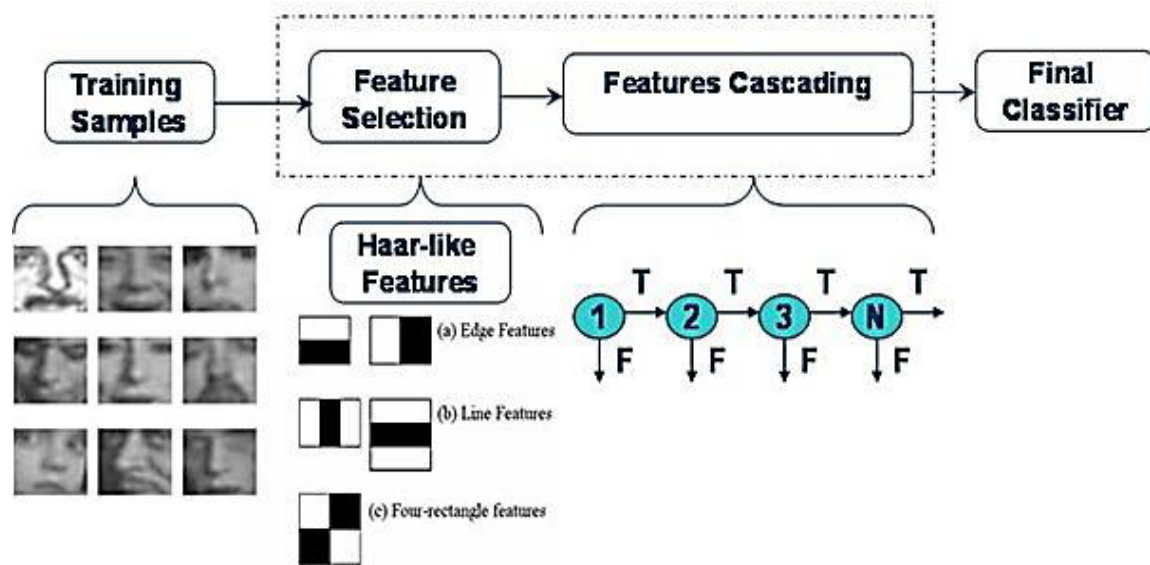 Training
Samples
Feature
Selection
Features Cascading
Final
Classifier
Haar-like
Features
(a) Edge Features
(b) Line Features
(c) Four-rectangle features
T T T T
1 2 3 N
F F F F